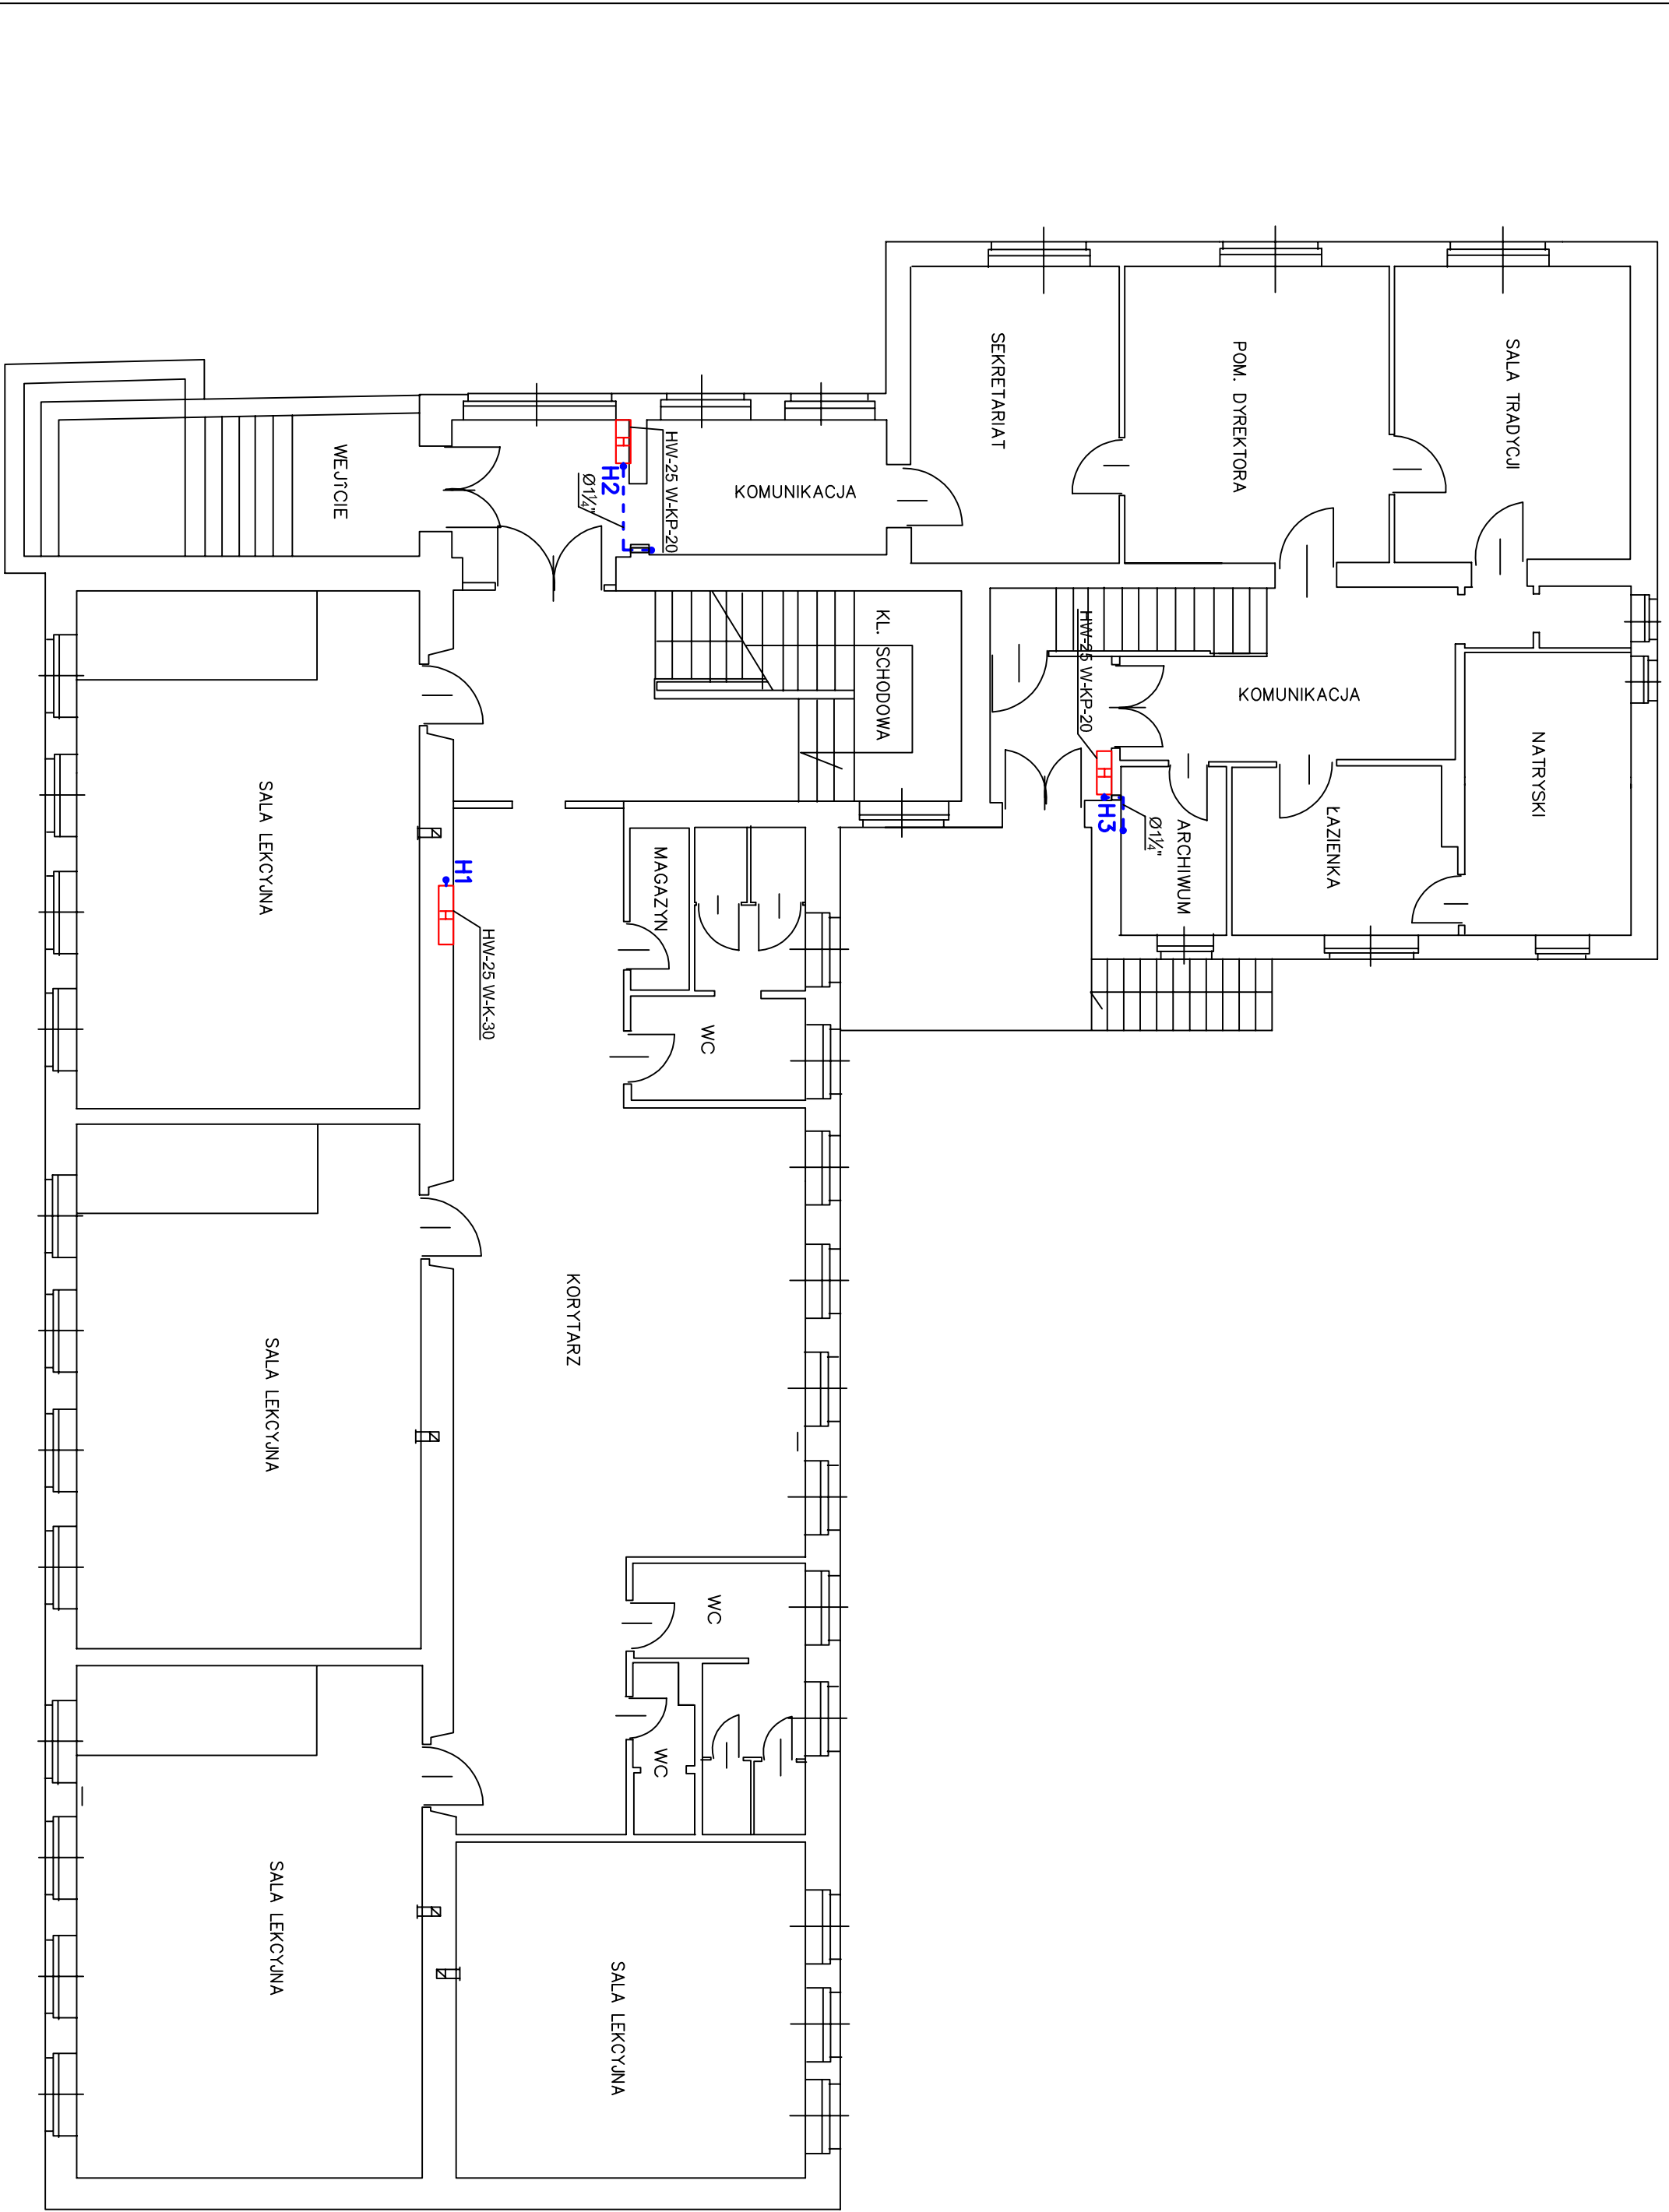 SALA TRADYCJI
POM. DYREKTORA
SEKRETARIAT
HW-25 W-KP-20
KOMUNIKACJA
H2
Ø1¼"
WEJśCIE
KL. SCHODOWA
HW-25 W-KP-20
KOMUNIKACJA
NATRYSKI
ŁAZIENKA
ARCHIWUM
Ø1¼"
H3
SALA LEKCYJNA
H1
HW-25 W-K-30
MAGAZYN
WC
KORYTARZ
SALA LEKCYJNA
WC
WC
SALA LEKCYJNA
SALA LEKCYJNA